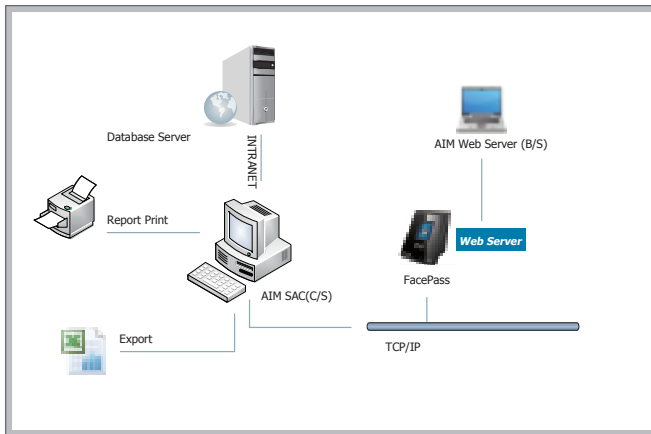 Database Server
INTRANET
AIM Web Server (B/S)
Report Print
Web Server
FacePass
AIM SAC(C/S)
Export
TCP/IP